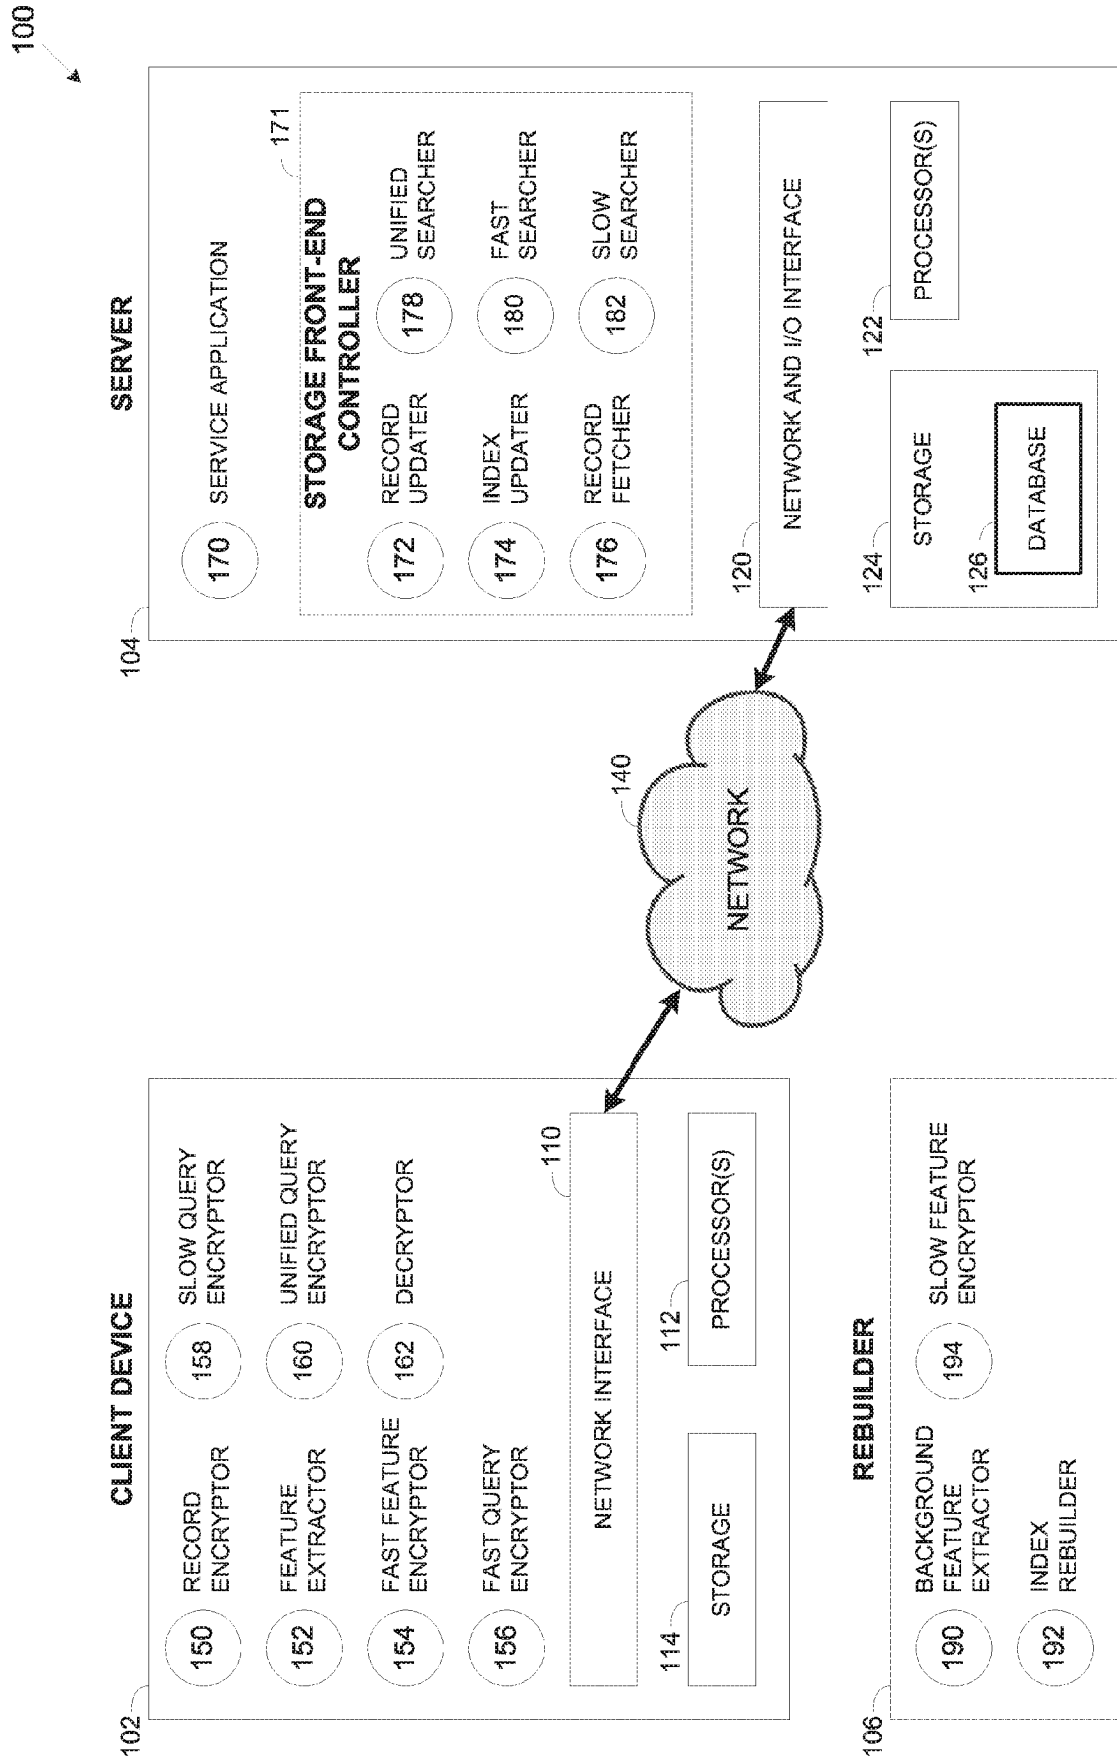 100
CLIENT DEVICE
102
150
RECORD
ENCRYPTOR
158
SLOW QUERY
ENCRYPTOR
152
FEATURE
EXTRACTOR
160
UNIFIED QUERY
ENCRYPTOR
154
FAST FEATURE
ENCRYPTOR
162
DECRYPTOR
156
FAST QUERY
ENCRYPTOR
110
NETWORK INTERFACE
114
STORAGE
112
PROCESSOR(S)
REBUILDER
106
190
BACKGROUND
FEATURE
EXTRACTOR
194
SLOW FEATURE
ENCRYPTOR
192
INDEX
REBUILDER
140
NETWORK
SERVER
104
170
SERVICE APPLICATION
171
STORAGE FRONT-END
CONTROLLER
172
RECORD
UPDATER
178
UNIFIED
SEARCHER
174
INDEX
UPDATER
180
FAST
SEARCHER
176
RECORD
FETCHER
182
SLOW
SEARCHER
120
NETWORK AND I/O INTERFACE
124
STORAGE
126
DATABASE
122
PROCESSOR(S)